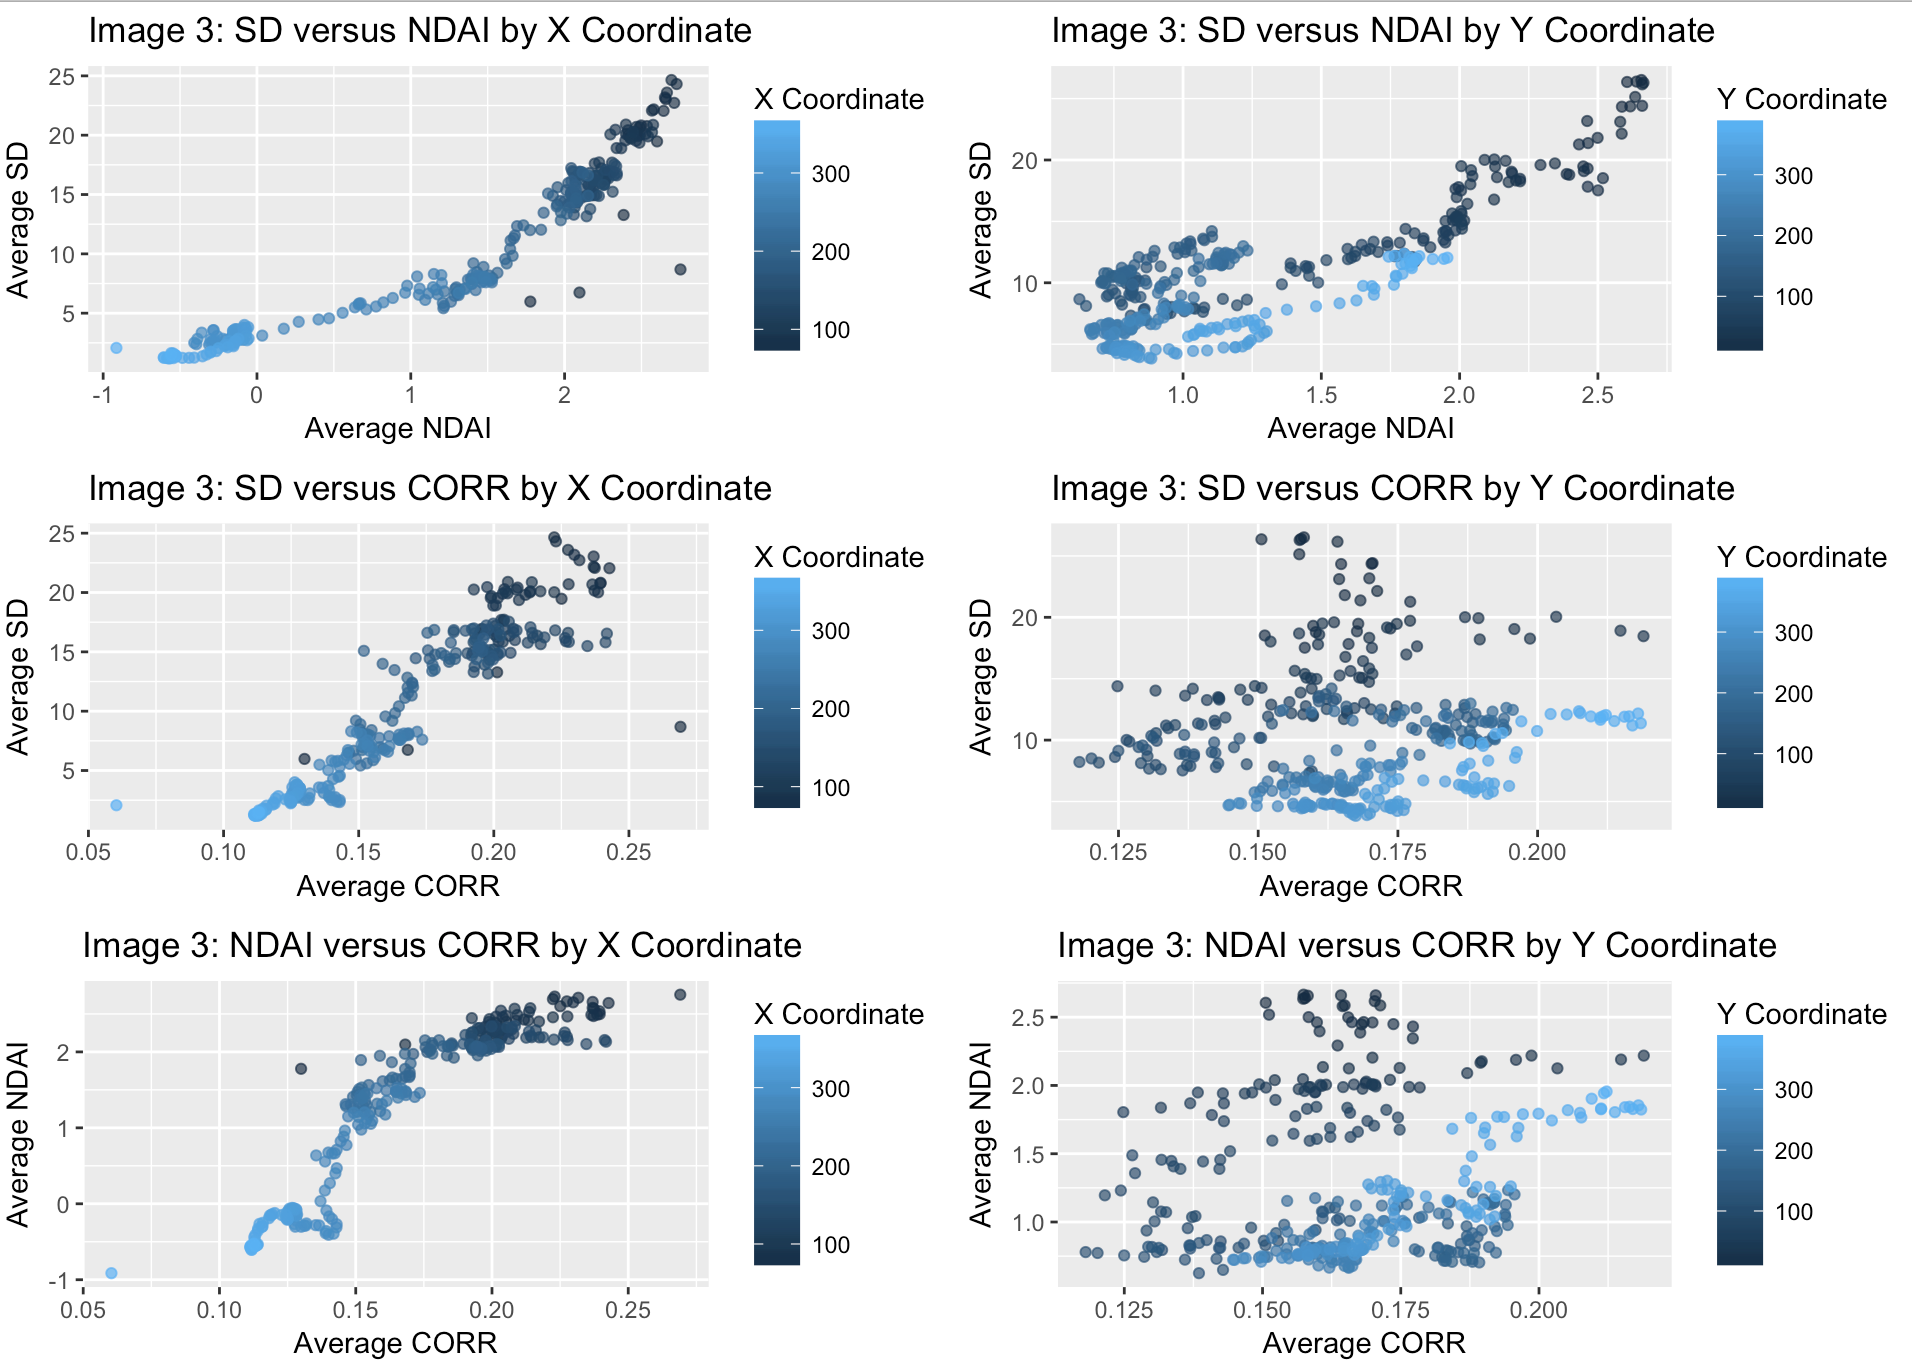 Image 3: SD versus NDAI by X Coordinate
25
20
15
10
5
-1
0
1
2
Average SD
Average NDAI
X Coordinate
300
200
100
Image 3: SD versus NDAI by Y Coordinate
20
10
1.0
1.5
2.0
2.5
Average SD
Average NDAI
Y Coordinate
300
200
100
Image 3: SD versus CORR by X Coordinate
25
20
15
10
5
0.05
0.10
0.15
0.20
0.25
Average SD
Average CORR
X Coordinate
300
200
100
Image 3: SD versus CORR by Y Coordinate
20
10
0.125
0.150
0.175
0.200
Average SD
Average CORR
Y Coordinate
300
200
100
Image 3: NDAI versus CORR by X Coordinate
2
1
0
-1
0.05
0.10
0.15
0.20
0.25
Average NDAI
Average CORR
X Coordinate
300
200
100
Image 3: NDAI versus CORR by Y Coordinate
2.5
2.0
1.5
1.0
0.125
0.150
0.175
0.200
Average NDAI
Average CORR
Y Coordinate
300
200
100